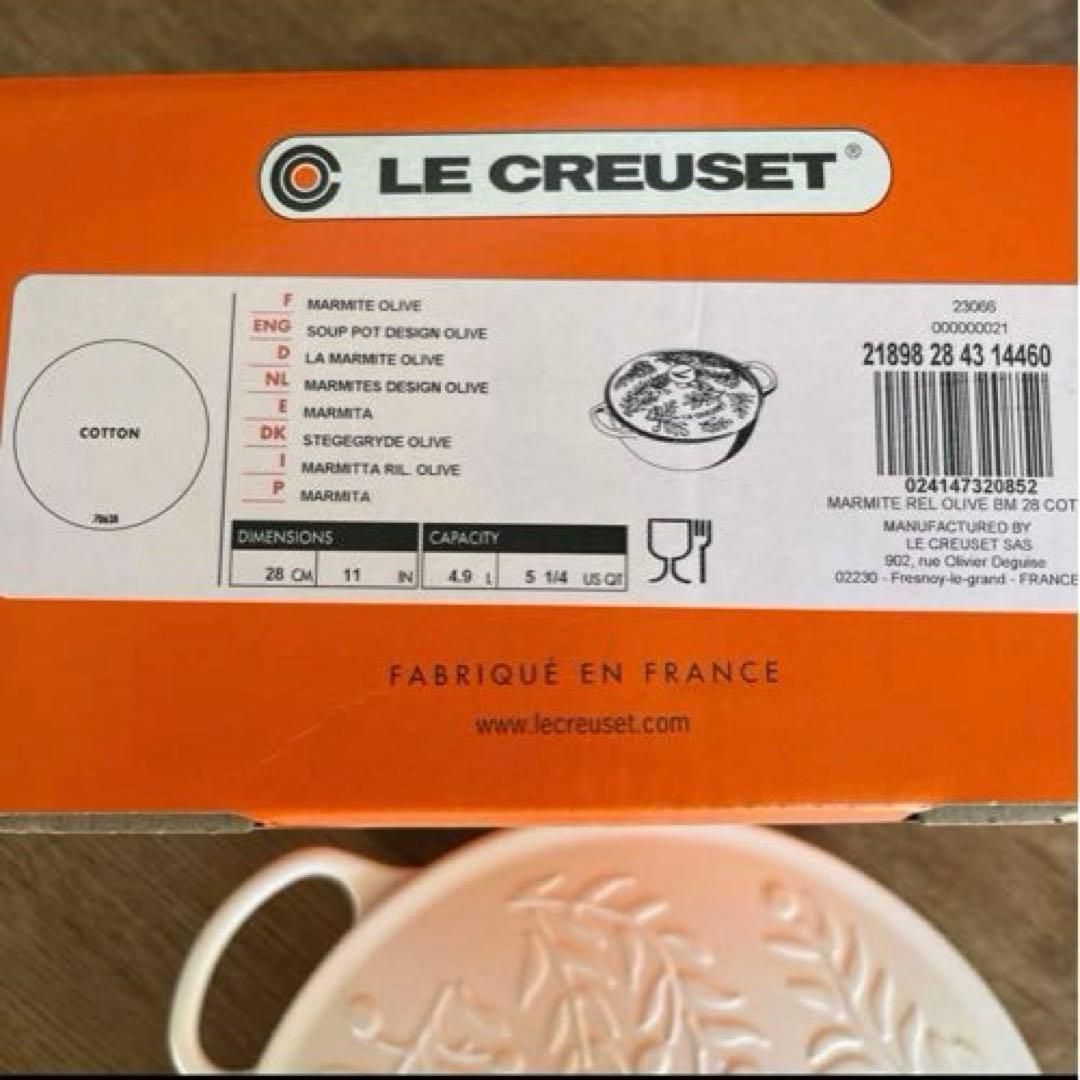 LE CREUSET®
COTTON
F MARMITE OLIVE
ENG SOUP POT DESIGN OLIVE
D LA MARMITE OLIVE
NL MARMITES DESIGN OLIVE
E MARMITA
DK STEGEGRYDE OLIVE
I MARMITTA RIL. OLIVE
P MARMITA
DIMENSIONS CAPACITY
28 CM 11 IN 4.9 L 5 1/4 US QT
23066
000000021
21898 28 43 14460
024147320852
MARMITE REL OLIVE BM 28 COT
MANUFACTURED BY
LE CREUSET SAS
902, rue Olivier Deguise
02230 - Fresnoy-le-grand - FRANCE
FABRIQUÉ EN FRANCE
www.lecreuset.com